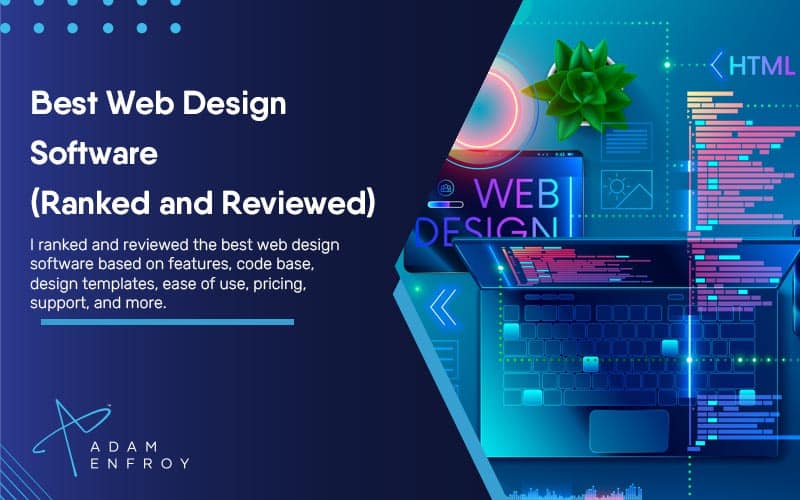 Best Web Design
Software
(Ranked and Reviewed)
I ranked and reviewed the best web design
software based on features, code base,
design templates, ease of use, pricing,
support, and more.
ADAM
ENFROY
HTML
WEB
DESIGN